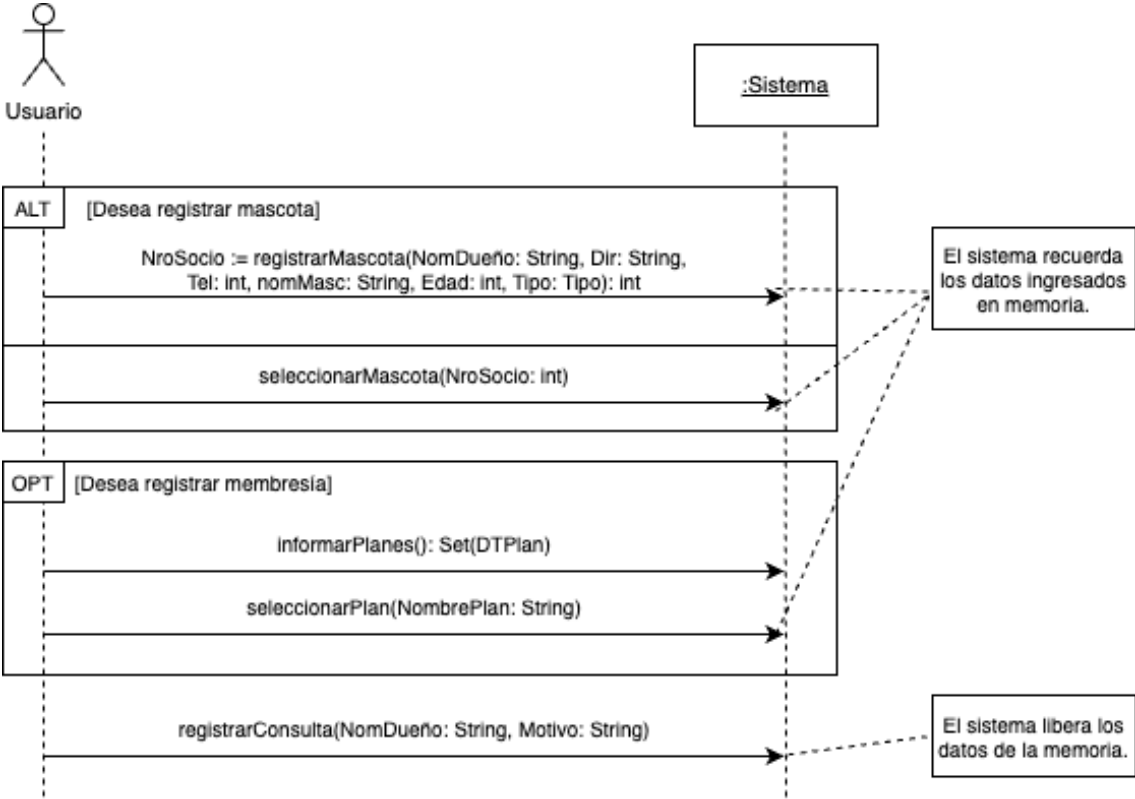 Usuario
:Sistema
ALT
[Desea registrar mascota]
NroSocio := registrarMascota(NomDueño: String, Dir: String,
Tel: int, nomMasc: String, Edad: int, Tipo: Tipo): int
El sistema recuerda
los datos ingresados
en memoria.
seleccionarMascota(NroSocio: int)
OPT
[Desea registrar membresía]
informarPlanes(): Set(DTPlan)
seleccionarPlan(NombrePlan: String)
registrarConsulta(NomDueño: String, Motivo: String)
El sistema libera los
datos de la memoria.